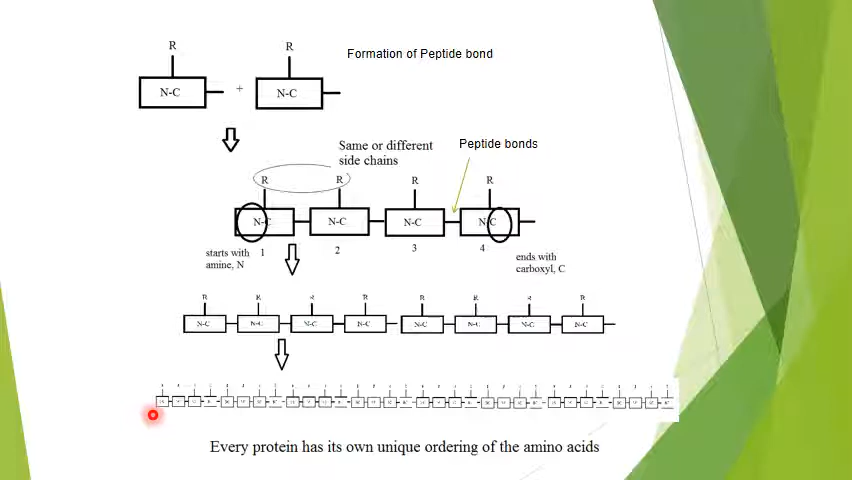 R R
Formation of Peptide bond
N-C + N-C
Same or different
side chains
Peptide bonds
R R R R
N-C N-C N-C N-C
starts with
amine, N
1 2 3 4
ends with
carboxyl, C
R R R R R R R R
N-C N-C N-C N-C N-C N-C N-C N-C
Every protein has its own unique ordering of the amino acids